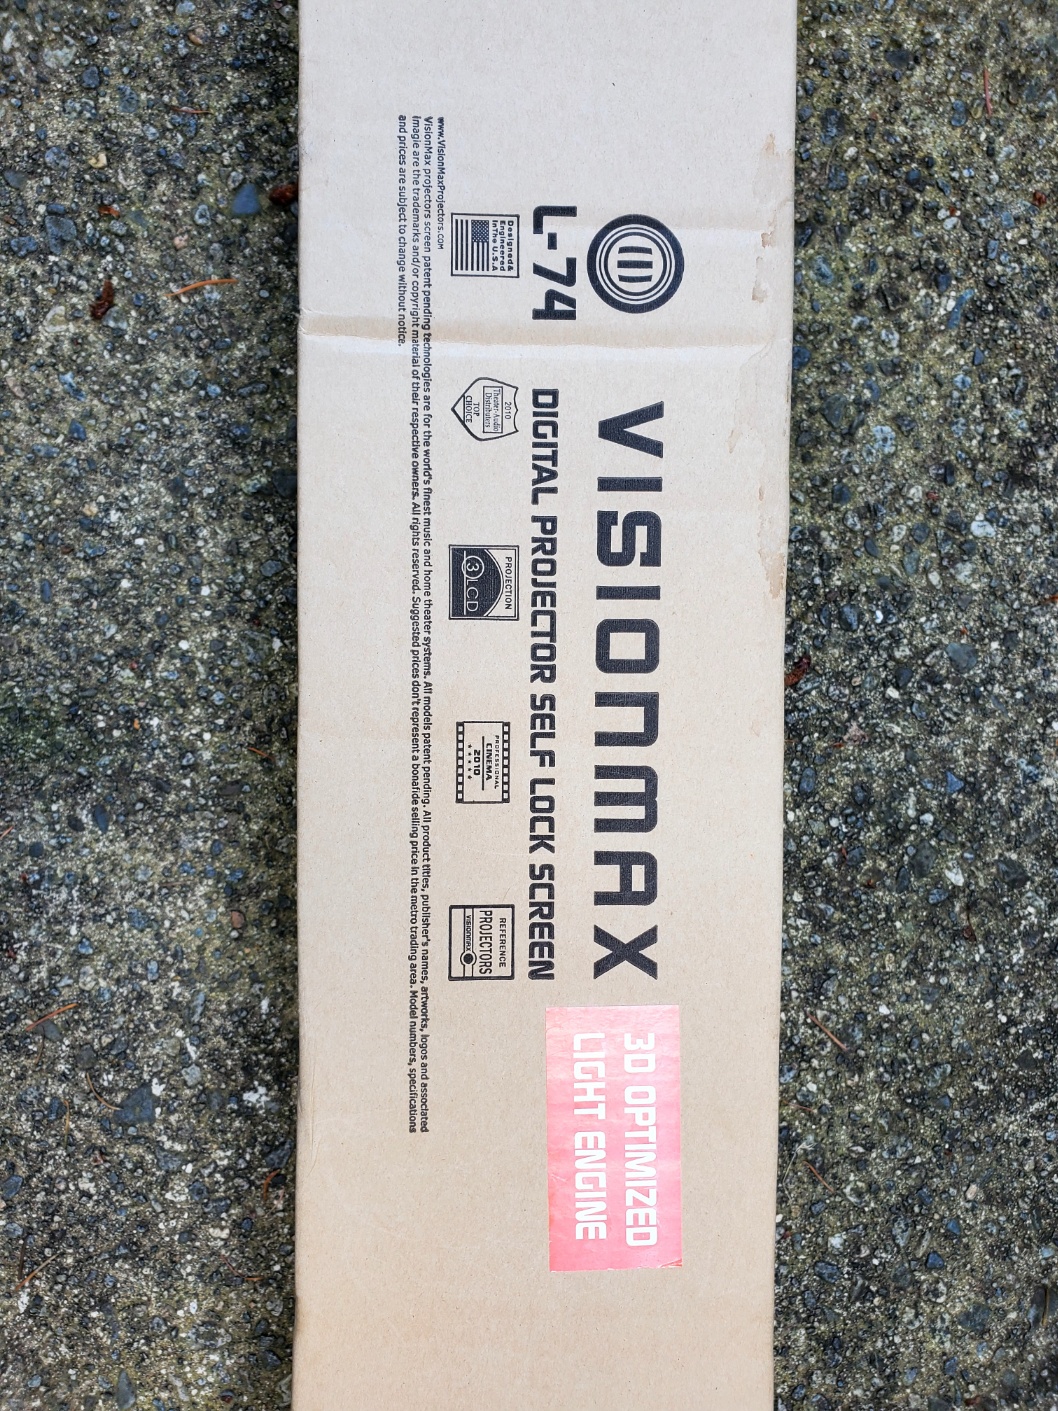 VISIONMAX
L-74
DIGITAL PROJECTOR SELF LOCK SCREEN
3D OPTIMIZED
LIGHT ENGINE
Designed&
Engineered
InThe U.S.A
2010
Theater-Audio
Distributors
TOP
CHOICE
PROJECTION
3LCD
PROFESSIONAL
CINEMA
2010
REFERENCE
PROJECTORS
VISIONMAX
www.VisionMaxProjectors.com
VisionMax projectors screen patent pending technologies are for the world's finest music and home theater systems. All models patent pending. All product titles, publisher's names, artworks, logos and associated
imagie are the trademarks and/or copyright material of their respective owners. All rights reserved. Suggested prices don't represent a bonafide selling price in the metro trading area. Model numbers, specifications
and prices are subject to change without notice.